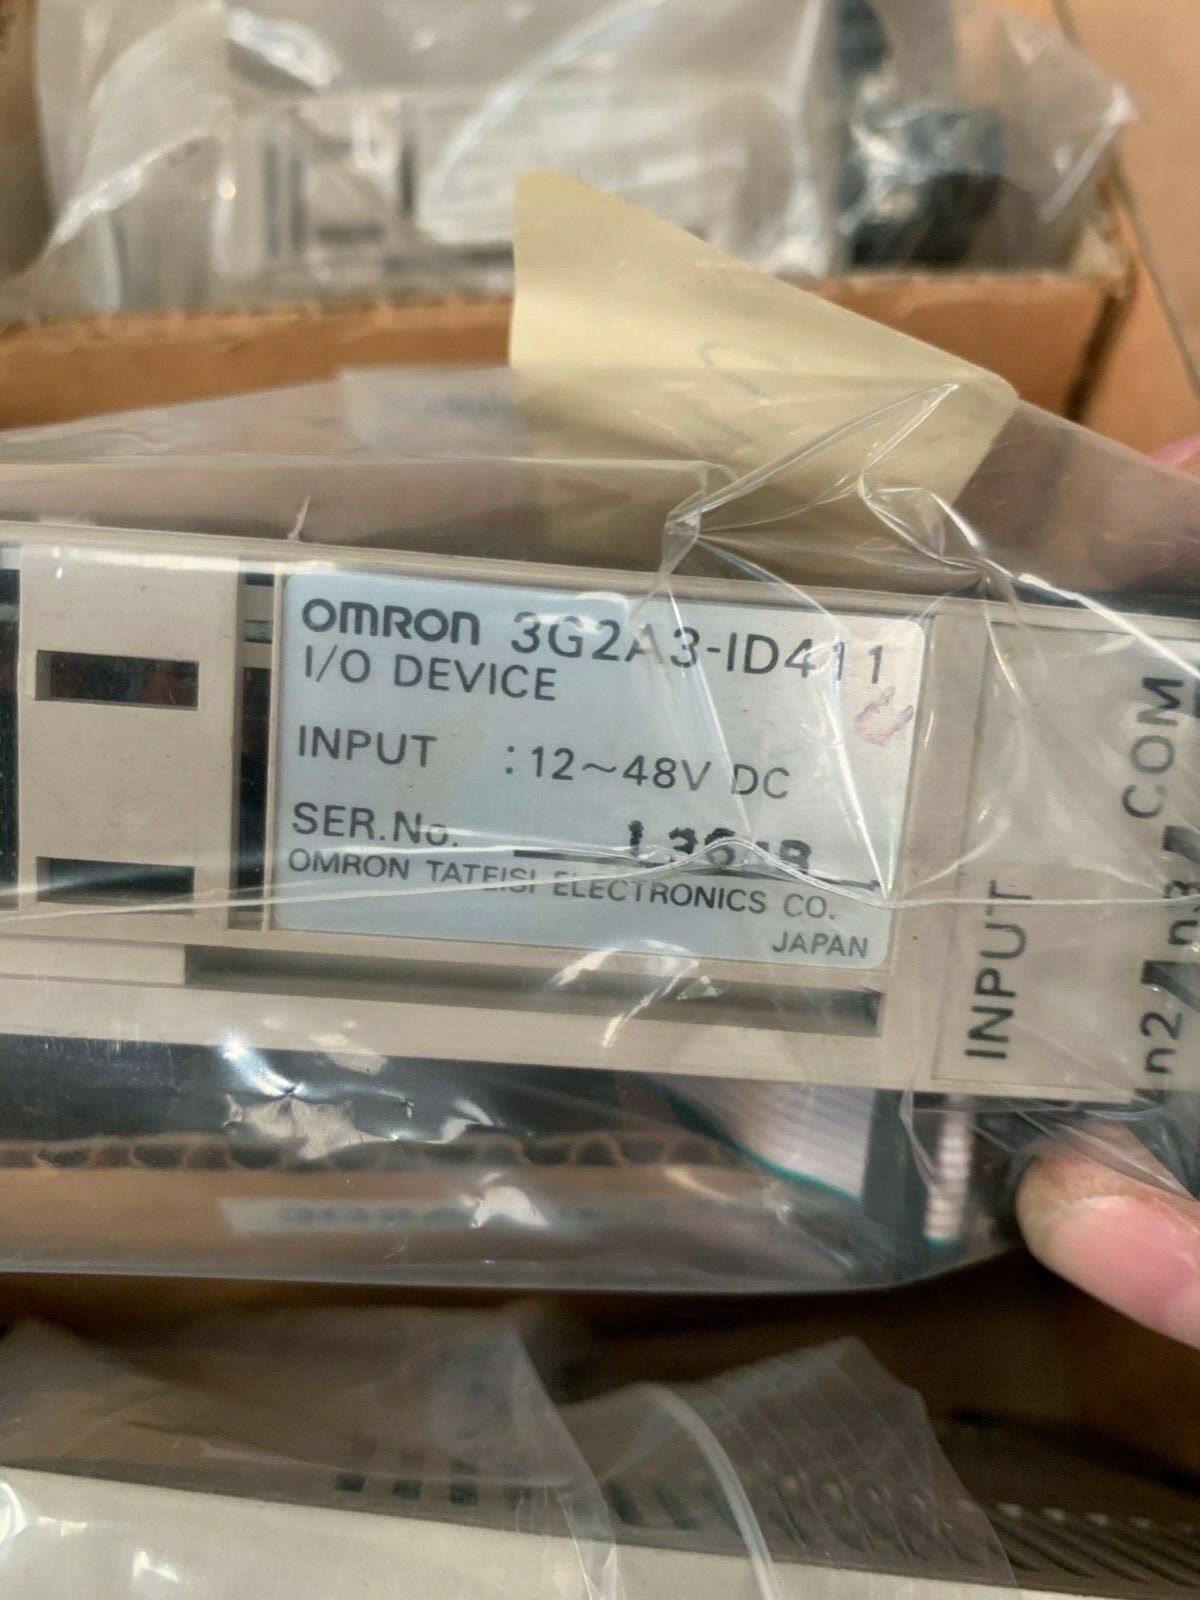 OMRON 3G2A3-ID411
I/O DEVICE
INPUT : 12~48V DC
SER.No.
OMRON TATEISI ELECTRONICS CO.
JAPAN
INPUT
COM